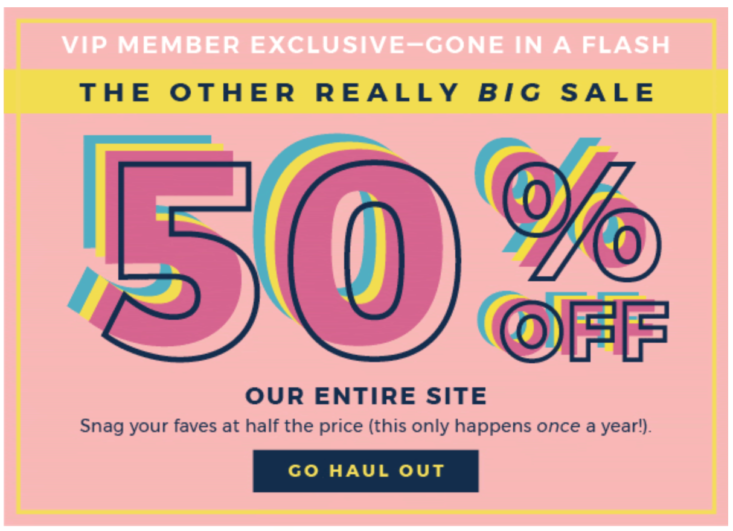 VIP MEMBER EXCLUSIVE—GONE IN A FLASH
THE OTHER REALLY BIG SALE
50%
OFF
OUR ENTIRE SITE
Snag your faves at half the price (this only happens once a year!).
GO HAUL OUT